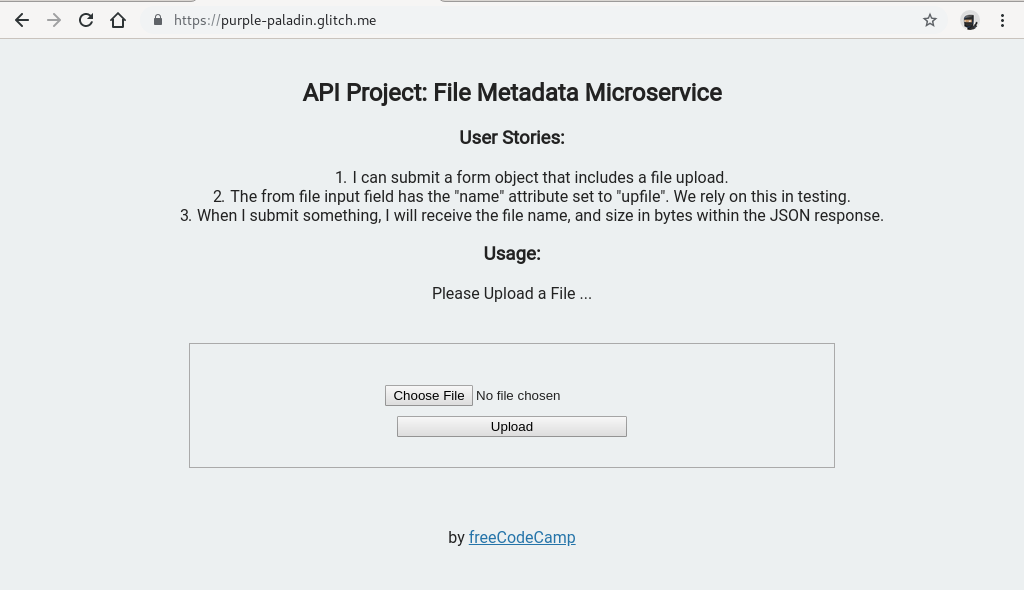 https://purple-paladin.glitch.me
API Project: File Metadata Microservice
User Stories:
1. I can submit a form object that includes a file upload.
2. The from file input field has the "name" attribute set to "upfile". We rely on this in testing.
3. When I submit something, I will receive the file name, and size in bytes within the JSON response.
Usage:
Please Upload a File ...
Choose File No file chosen
Upload
by freeCodeCamp